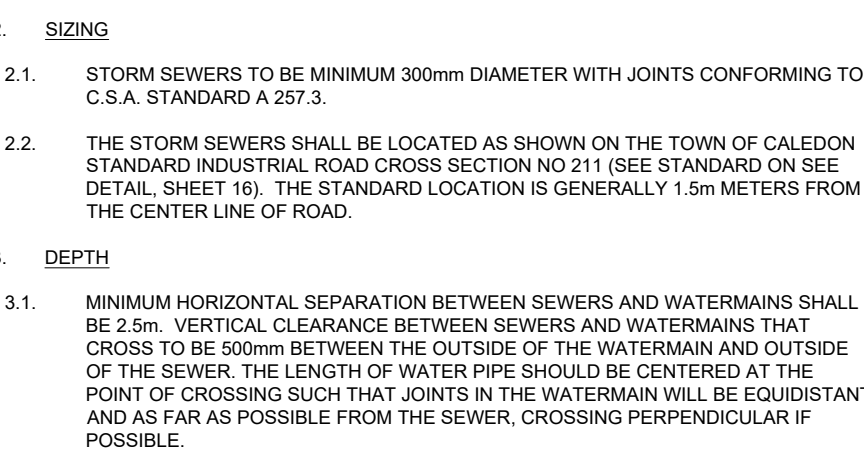 2. SIZING
2.1. STORM SEWERS TO BE MINIMUM 300mm DIAMETER WITH JOINTS CONFORMING TO
C.S.A. STANDARD A 257.3.
2.2. THE STORM SEWERS SHALL BE LOCATED AS SHOWN ON THE TOWN OF CALEDON
STANDARD INDUSTRIAL ROAD CROSS SECTION NO 211 (SEE STANDARD ON SEE
DETAIL, SHEET 16). THE STANDARD LOCATION IS GENERALLY 1.5m METERS FROM
THE CENTER LINE OF ROAD.
3. DEPTH
3.1. MINIMUM HORIZONTAL SEPARATION BETWEEN SEWERS AND WATERMAINS SHALL
BE 2.5m. VERTICAL CLEARANCE BETWEEN SEWERS AND WATERMAINS THAT
CROSS TO BE 500mm BETWEEN THE OUTSIDE OF THE WATERMAIN AND OUTSIDE
OF THE SEWER. THE LENGTH OF WATER PIPE SHOULD BE CENTERED AT THE
POINT OF CROSSING SUCH THAT JOINTS IN THE WATERMAIN WILL BE EQUIDISTANT
AND AS FAR AS POSSIBLE FROM THE SEWER, CROSSING PERPENDICULAR IF
POSSIBLE.